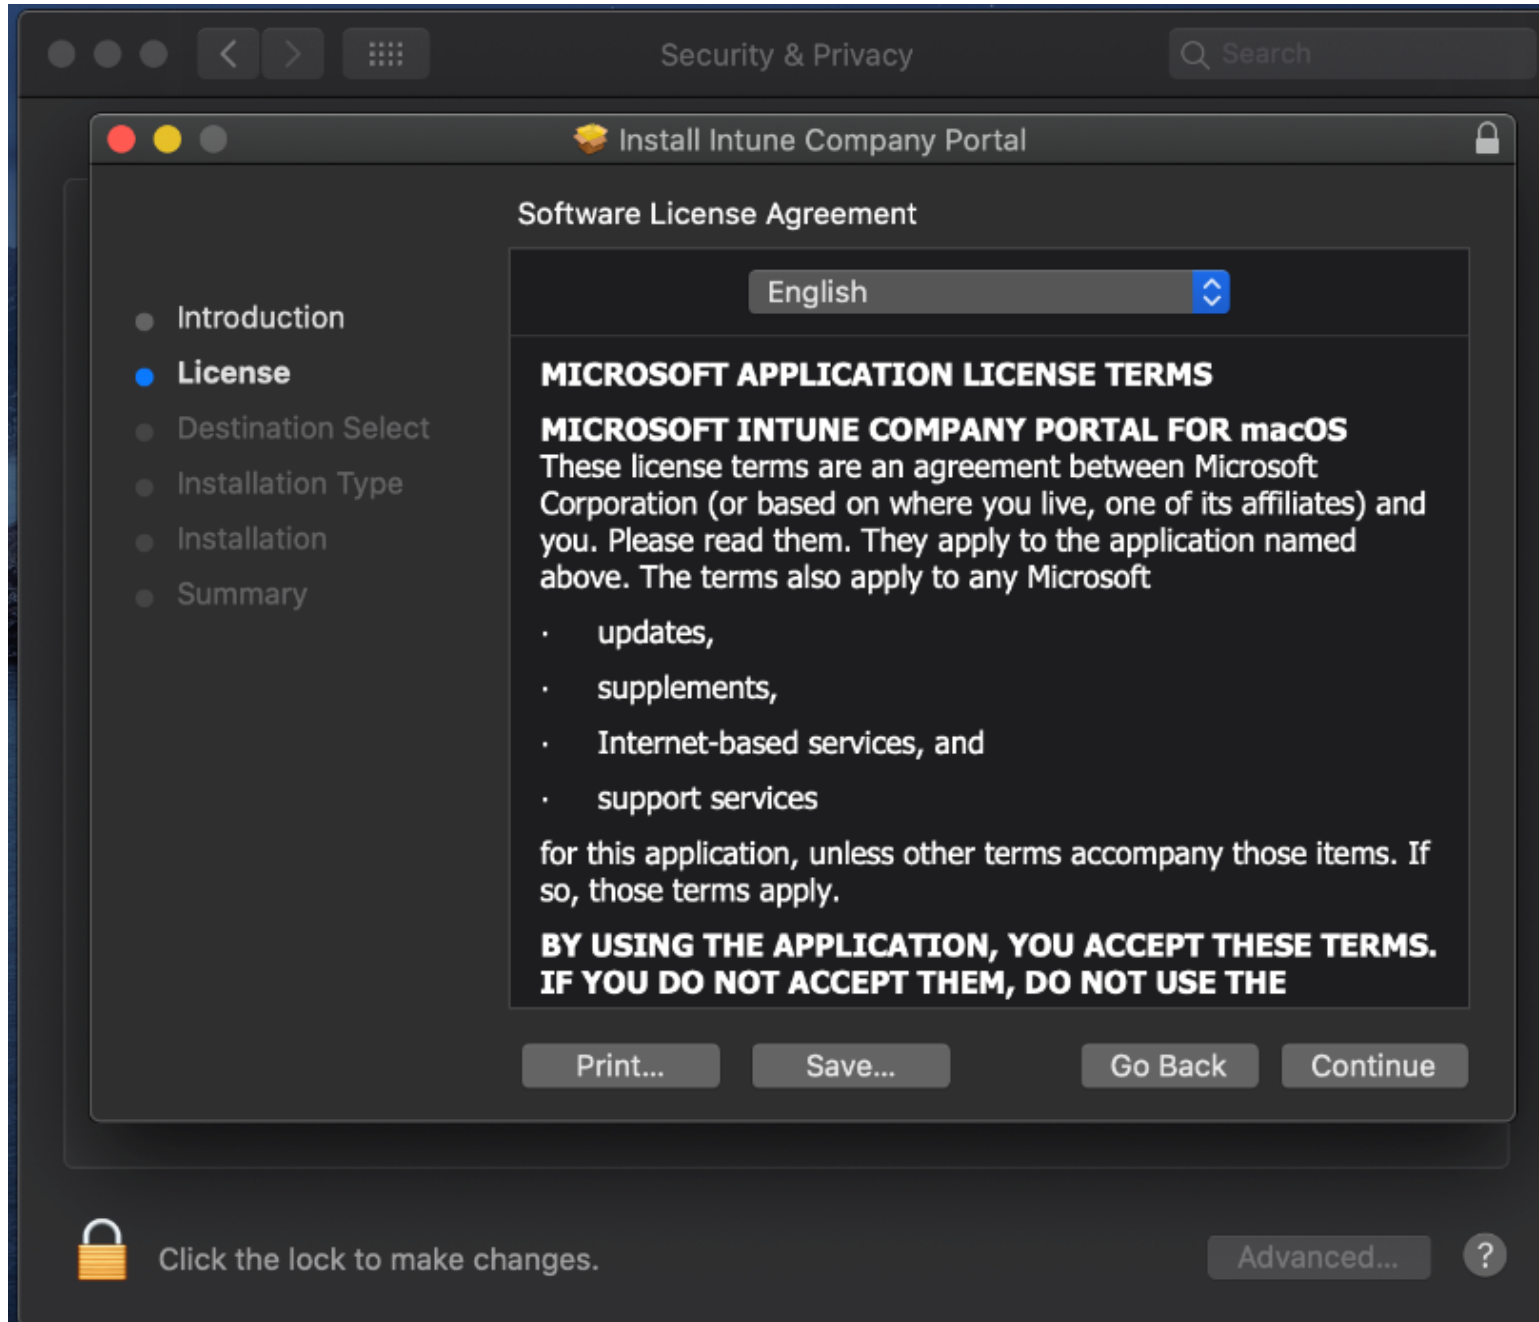 Security & Privacy
Search
Install Intune Company Portal
Software License Agreement
English
Introduction
License
Destination Select
Installation Type
Installation
Summary
MICROSOFT APPLICATION LICENSE TERMS
MICROSOFT INTUNE COMPANY PORTAL FOR macOS
These license terms are an agreement between Microsoft
Corporation (or based on where you live, one of its affiliates) and
you. Please read them. They apply to the application named
above. The terms also apply to any Microsoft
· updates,
· supplements,
· Internet-based services, and
· support services
for this application, unless other terms accompany those items. If
so, those terms apply.
BY USING THE APPLICATION, YOU ACCEPT THESE TERMS.
IF YOU DO NOT ACCEPT THEM, DO NOT USE THE
Print...
Save...
Go Back
Continue
Click the lock to make changes.
Advanced...
?